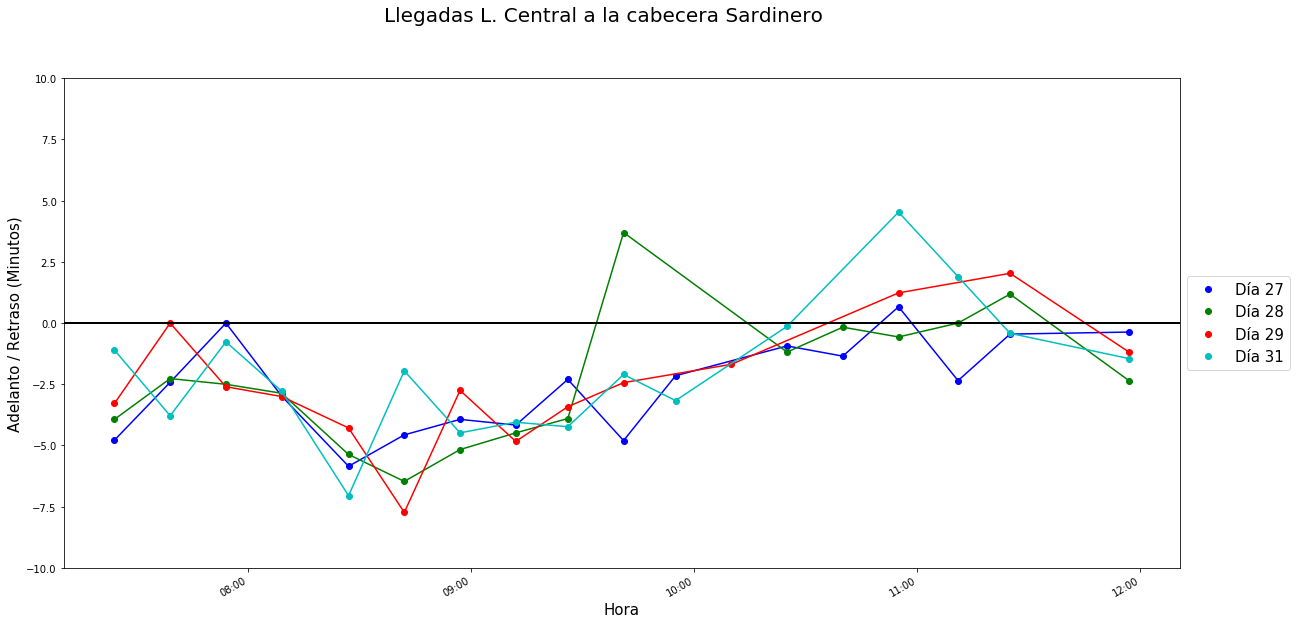 Llegadas L. Central a la cabecera Sardinero
Adelanto / Retraso (Minutos)
10.0
7.5
5.0
2.5
0.0
−2.5
−5.0
−7.5
−10.0
08:00
09:00
10:00
11:00
12:00
Hora
Día 27
Día 28
Día 29
Día 31